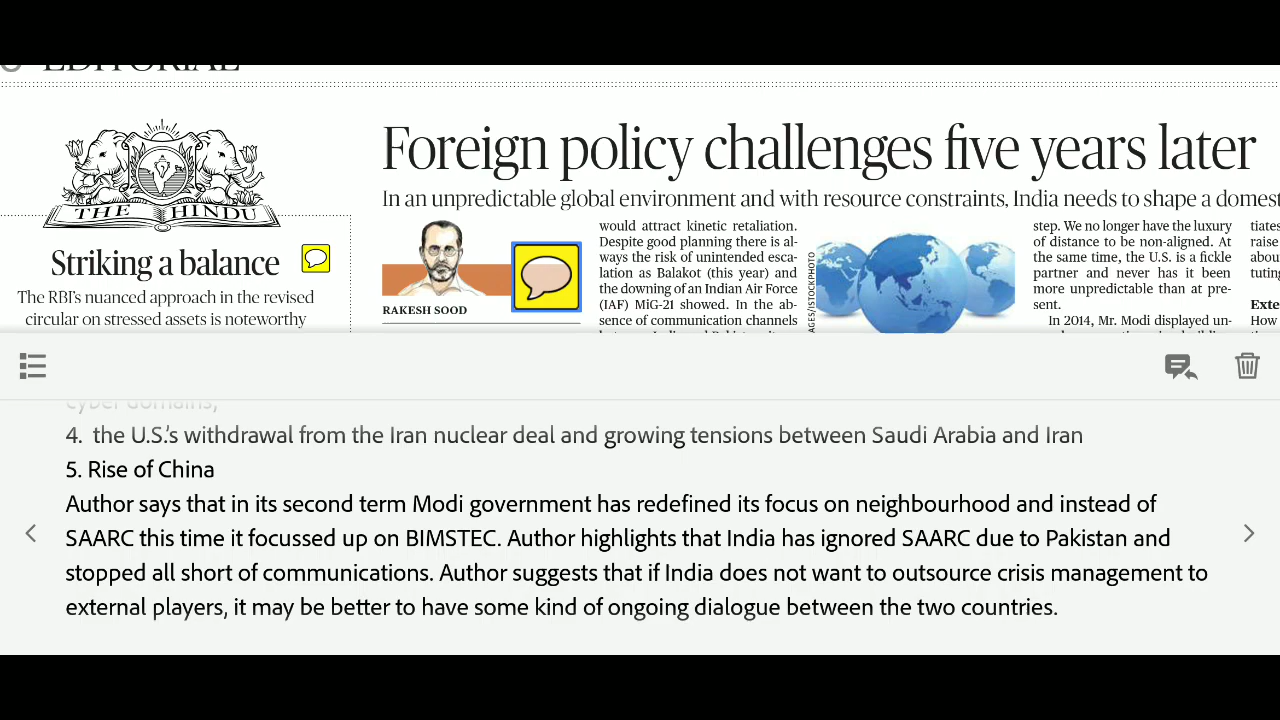 EDITORIAL
THE HINDU
Striking a balance
The RBI's nuanced approach in the revised
circular on stressed assets is noteworthy
Foreign policy challenges five years later
In an unpredictable global environment and with resource constraints, India needs to shape a domest
RAKESH SOOD
would attract kinetic retaliation.
Despite good planning there is al-
ways the risk of unintended esca-
lation as Balakot (this year) and
the downing of an Indian Air Force
(IAF) MiG-21 showed. In the ab-
sence of communication channels
AGES/ISTOCKPHOTO
step. We no longer have the luxury
of distance to be non-aligned. At
the same time, the U.S. is a fickle
partner and never has it been
more unpredictable than at pre-
sent.
In 2014, Mr. Modi displayed un-
tiates
raise
abou
tuting
Exte
How
cyber domains,
4. the U.S.'s withdrawal from the Iran nuclear deal and growing tensions between Saudi Arabia and Iran
5. Rise of China
Author says that in its second term Modi government has redefined its focus on neighbourhood and instead of
SAARC this time it focussed up on BIMSTEC. Author highlights that India has ignored SAARC due to Pakistan and
stopped all short of communications. Author suggests that if India does not want to outsource crisis management to
external players, it may be better to have some kind of ongoing dialogue between the two countries.